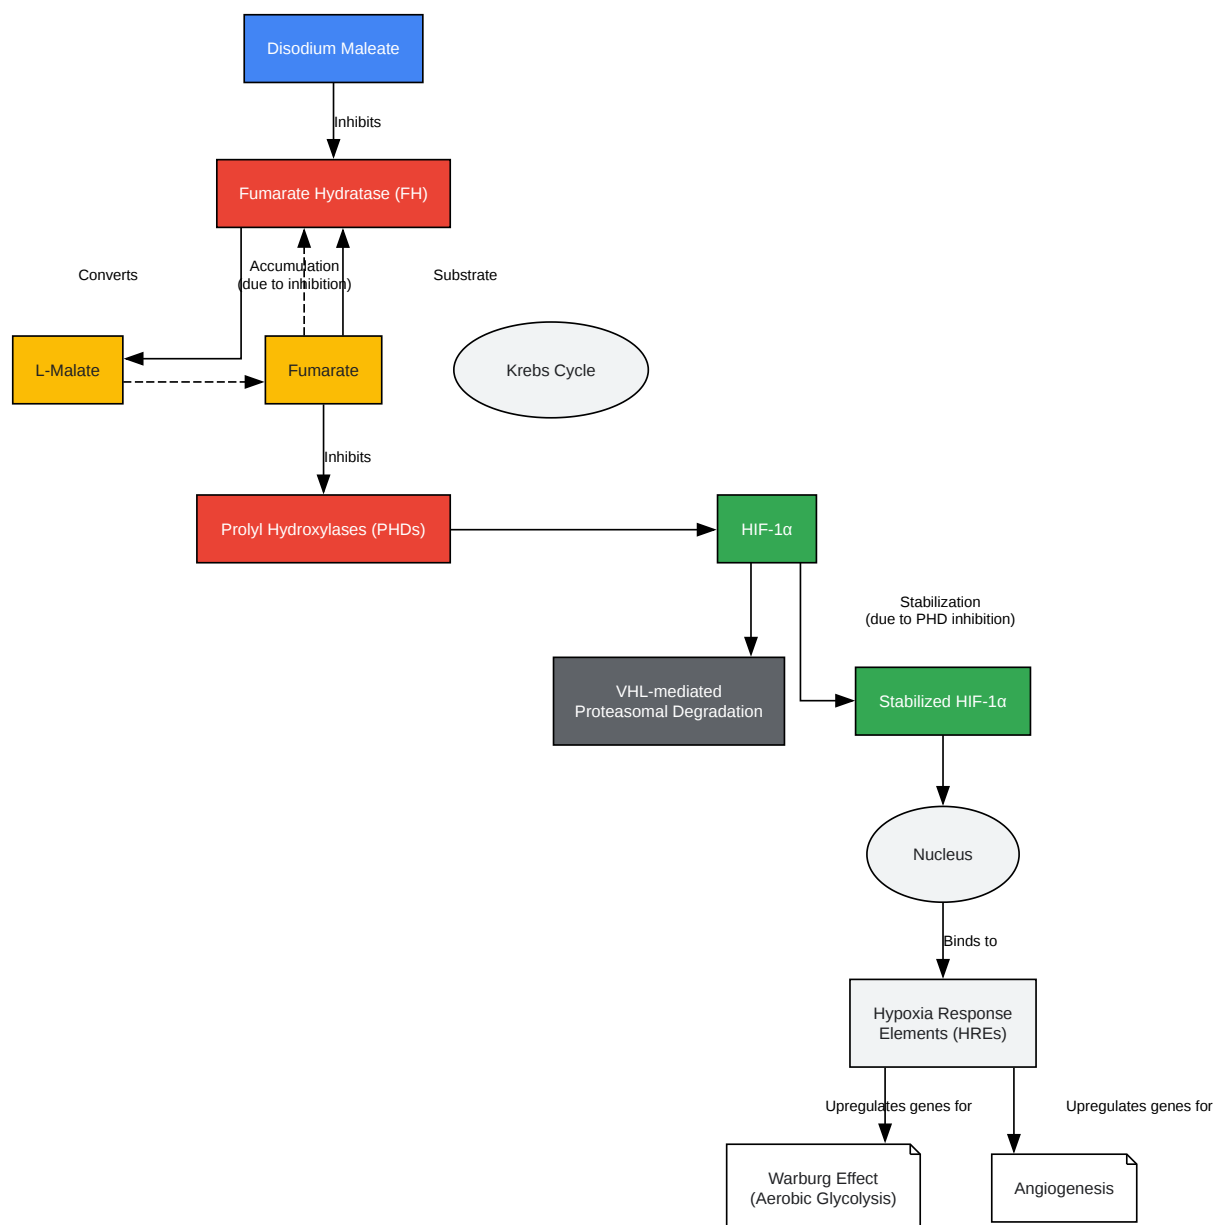 Disodium Maleate
Inhibits
Fumarate Hydratase (FH)
Converts
Accumulation
(due to inhibition)
Substrate
L-Malate
Fumarate
Krebs Cycle
Inhibits
Prolyl Hydroxylases (PHDs)
HIF-1α
Stabilization
(due to PHD inhibition)
VHL-mediated
Proteasomal Degradation
Stabilized HIF-1α
Nucleus
Binds to
Hypoxia Response
Elements (HREs)
Upregulates genes for
Upregulates genes for
Warburg Effect
(Aerobic Glycolysis)
Angiogenesis